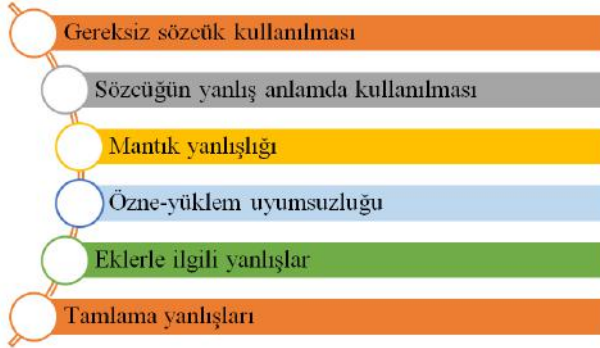 Gereksiz sözcük kullanılması
Sözcüğün yanlış anlamda kullanılması
Mantık yanlışlığı
Özne-yüklem uyumsuzluğu
Eklerle ilgili yanlışlar
Tamlama yanlışları